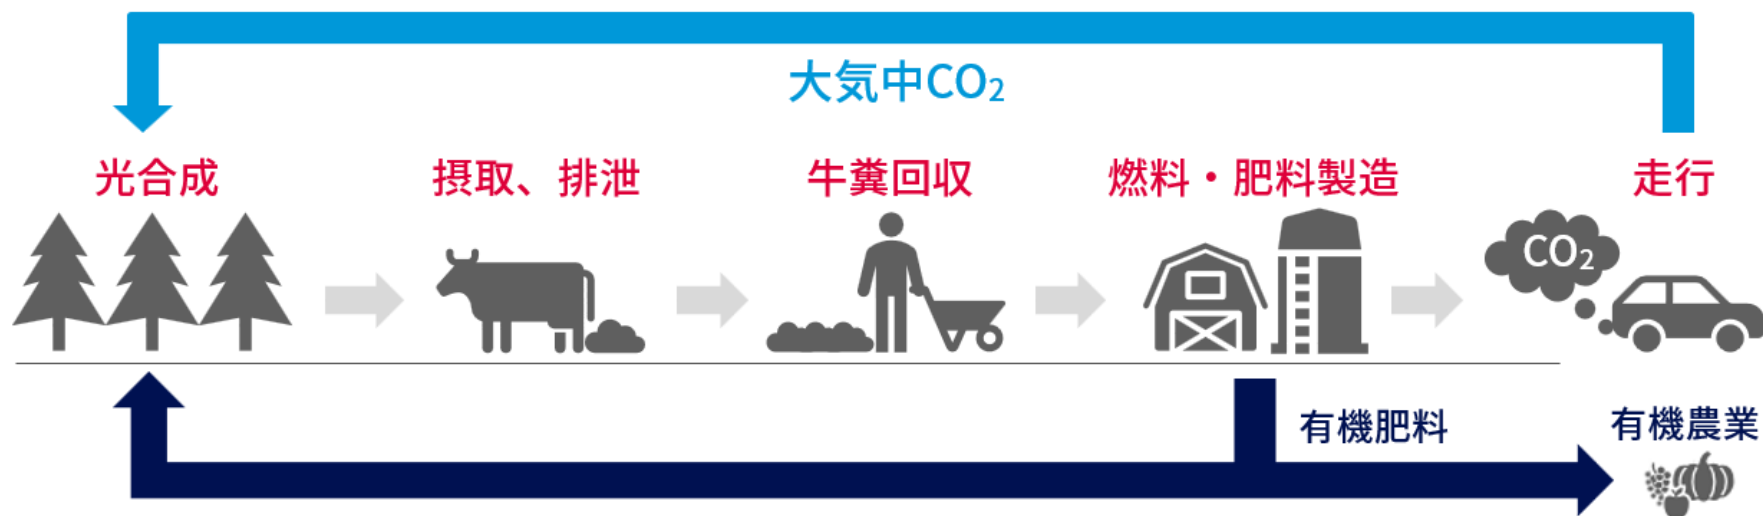 大気中CO₂
光合成
摂取、排泄
牛糞回収
燃料・肥料製造
走行
CO₂
有機肥料
有機農業